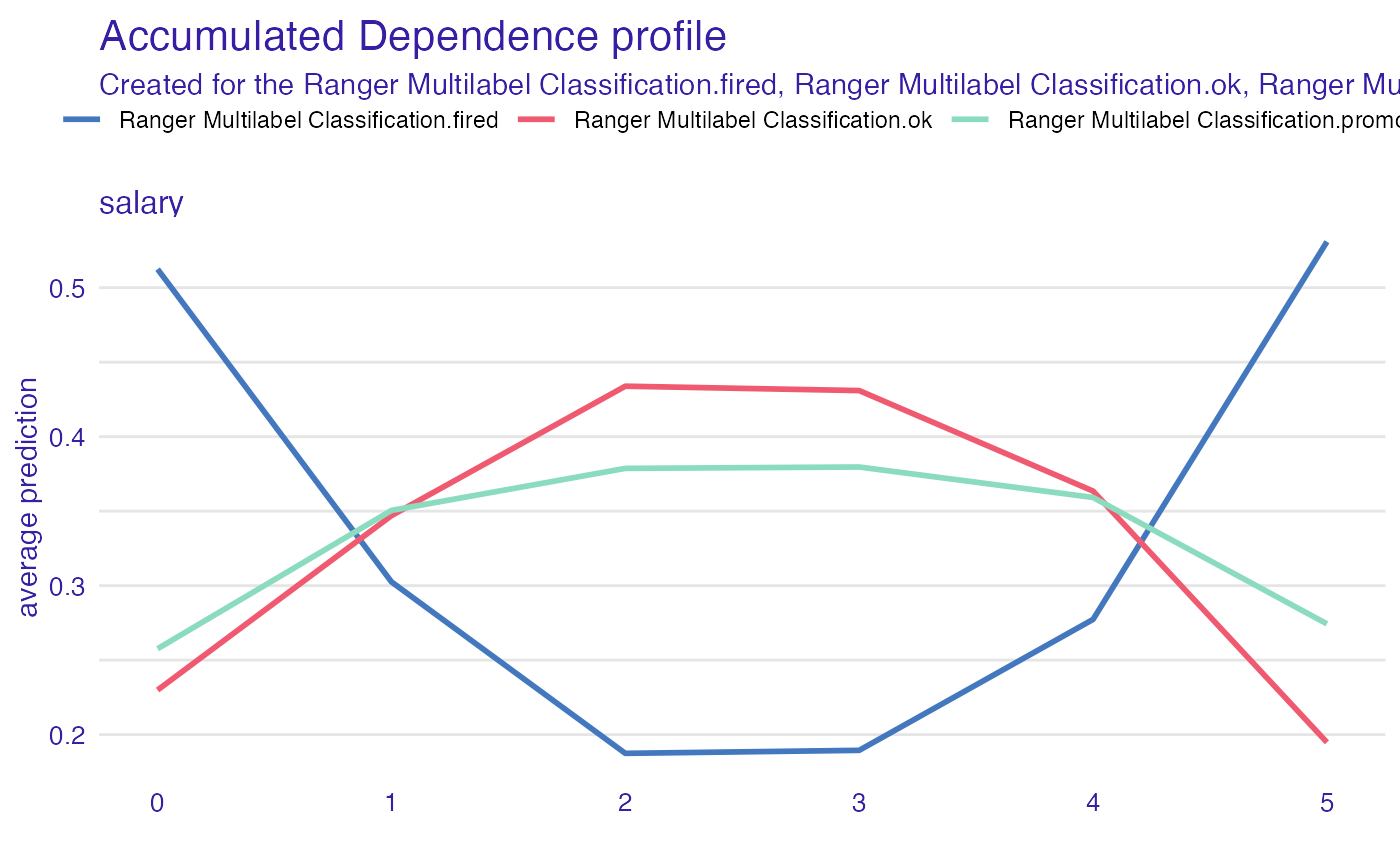 Accumulated Dependence profile
Created for the Ranger Multilabel Classification.fired, Ranger Multilabel Classification.ok, Ranger Mu
Ranger Multilabel Classification.fired Ranger Multilabel Classification.ok Ranger Multilabel Classification.promo
salary
0.5
0.4
0.3
0.2
average prediction
0 1 2 3 4 5